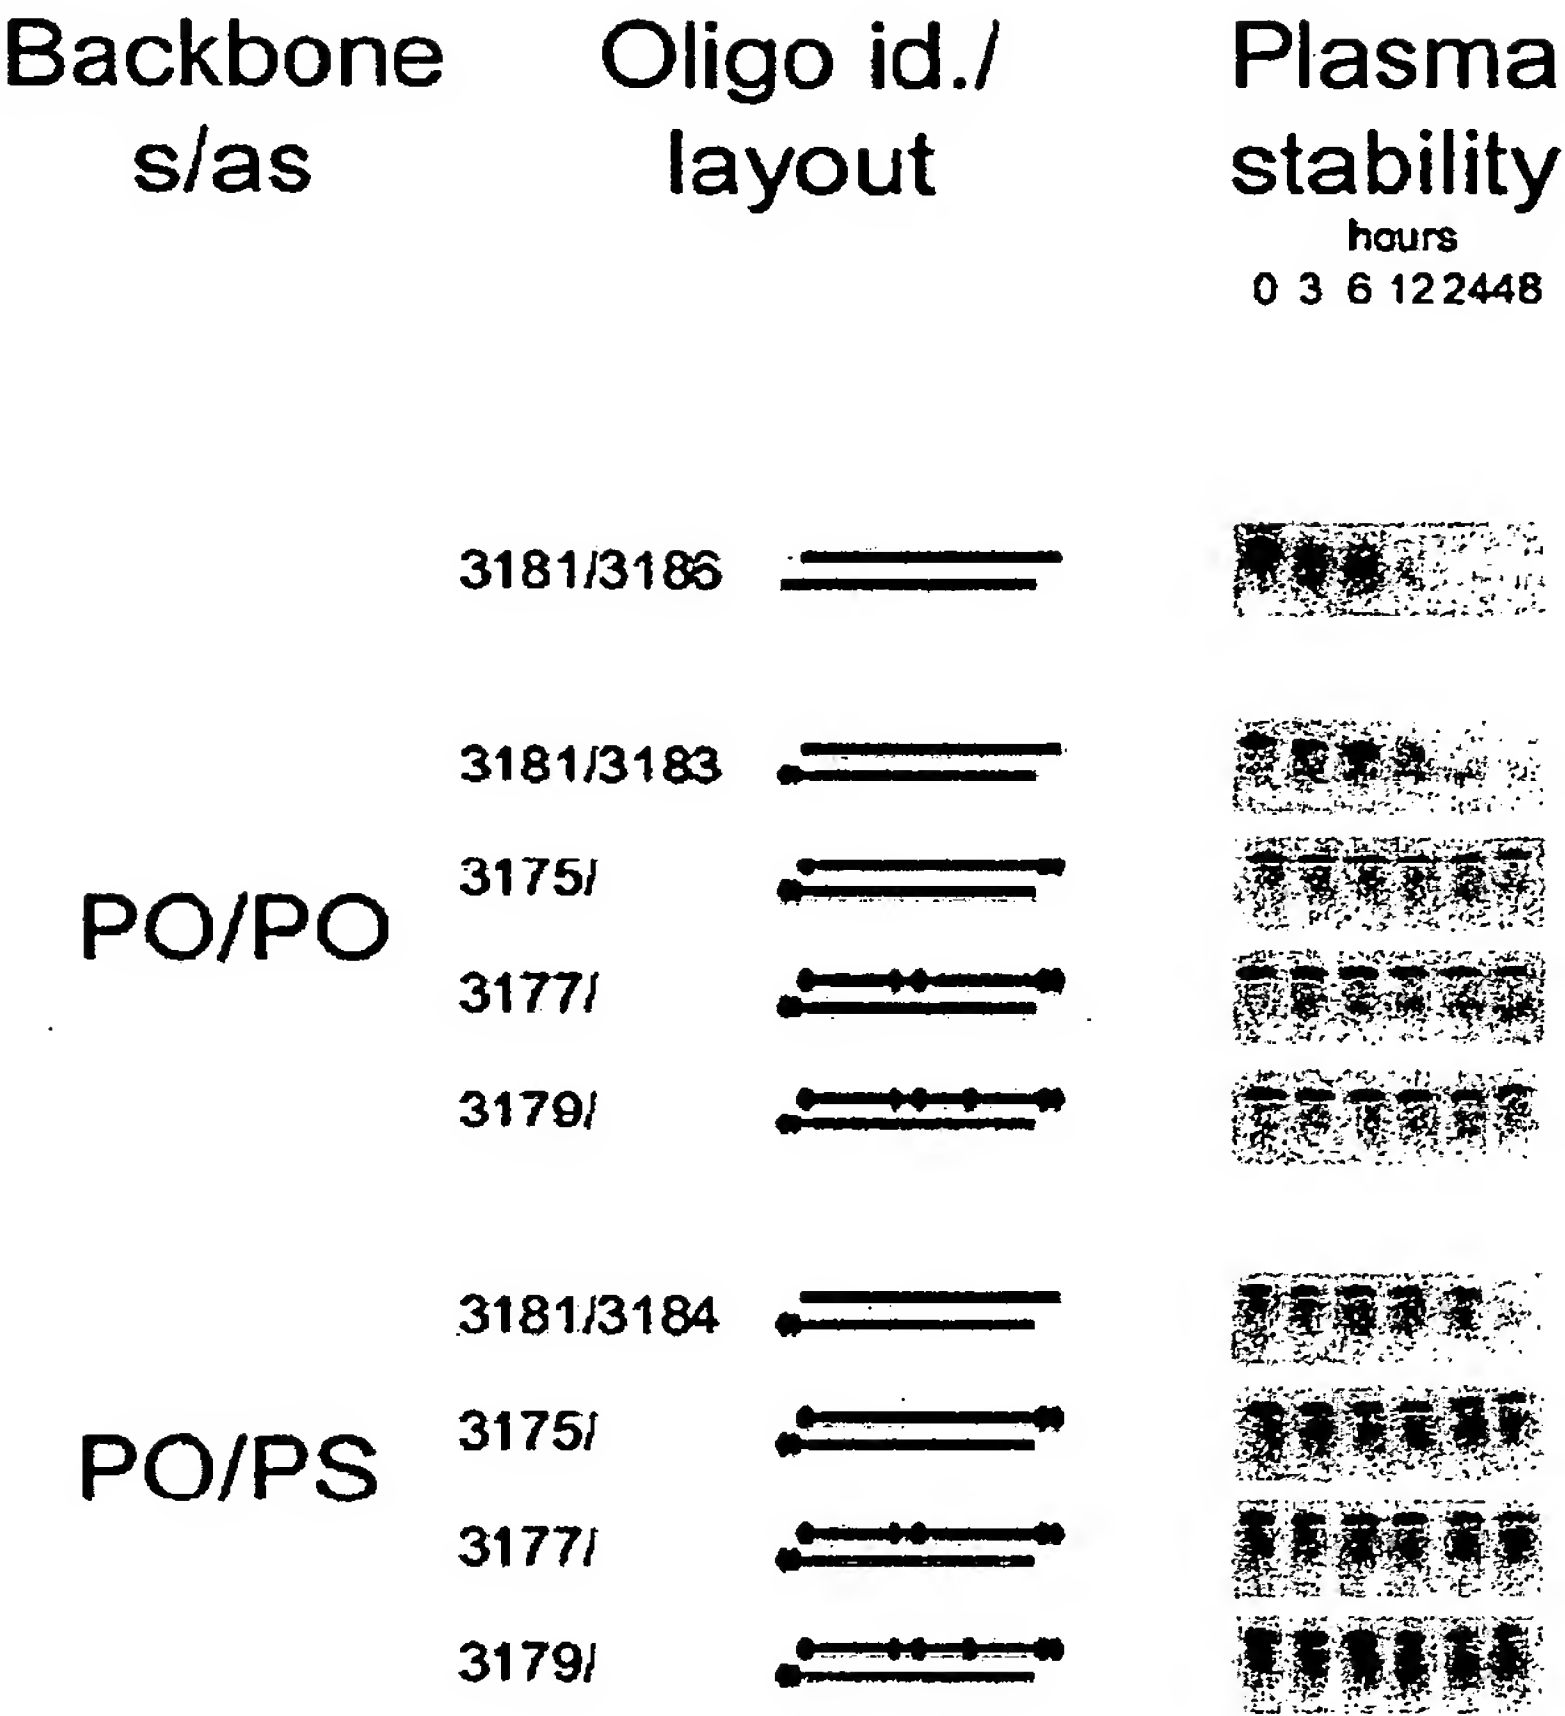 Backbone s/as
Oligo id./ layout
Plasma stability
hours
0 3 6 12 24 48
3181/3186
PO/PO
3181/3183
3175/
3177/
3179/
PO/PS
3181/3184
3175/
3177/
3179/